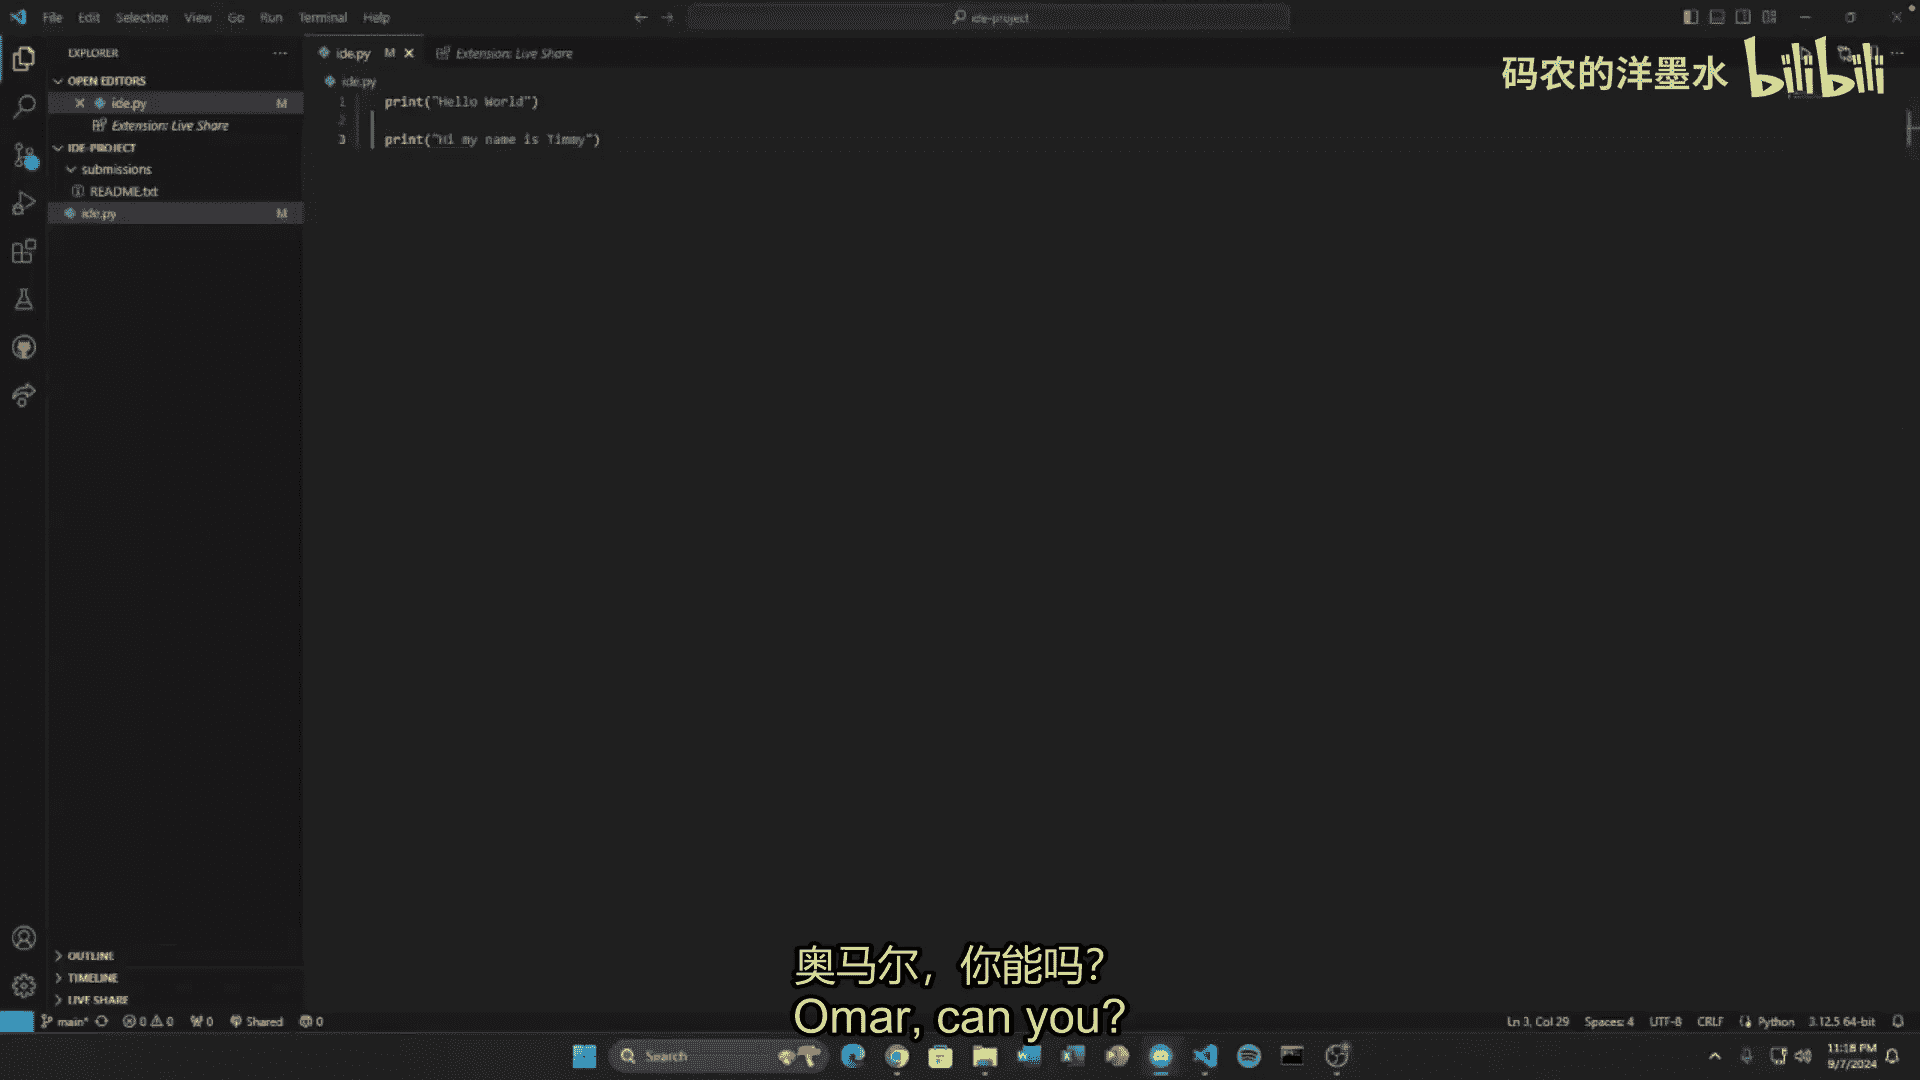 File Edit Selection View Go Run Terminal Help
ide-project
EXPLORER
ide.py M
Extension: Live Share
码农的洋墨水 bilibili
OPEN EDITORS
ide.py
ide.py M
1 print("Hello World")
Extension: Live Share
2
3 print("Hi my name is Timmy")
IDE-PROJECT
submissions
README.txt
ide.py M
OUTLINE
TIMELINE
LIVE SHARE
奥马尔，你能吗？
Omar, can you?
main* 0 0 0 Shared 0
Ln 3, Col 29 Spaces: 4 UTF-8 CRLF Python 3.12.5 64-bit
Search
11:18 PM
9/7/2024